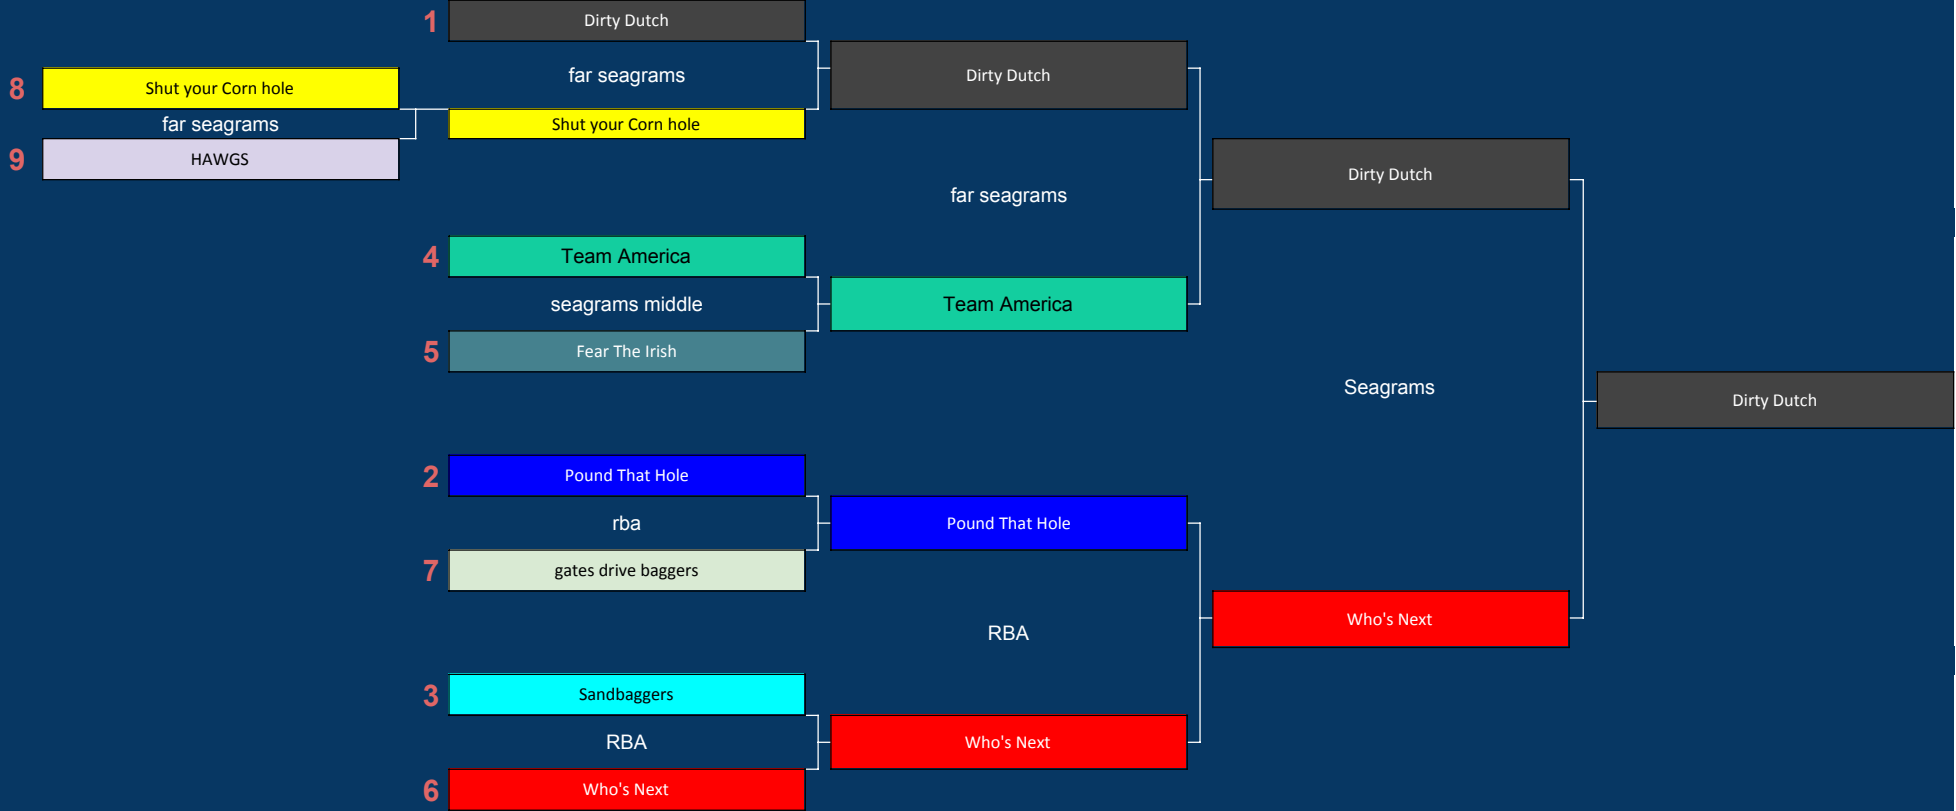 1
Dirty Dutch
far seagrams
Dirty Dutch
8
Shut your Corn hole
far seagrams
Shut your Corn hole
9
HAWGS
Dirty Dutch
far seagrams
4
Team America
seagrams middle
Team America
5
Fear The Irish
Seagrams
Dirty Dutch
2
Pound That Hole
rba
Pound That Hole
7
gates drive baggers
Who's Next
RBA
3
Sandbaggers
RBA
Who's Next
6
Who's Next